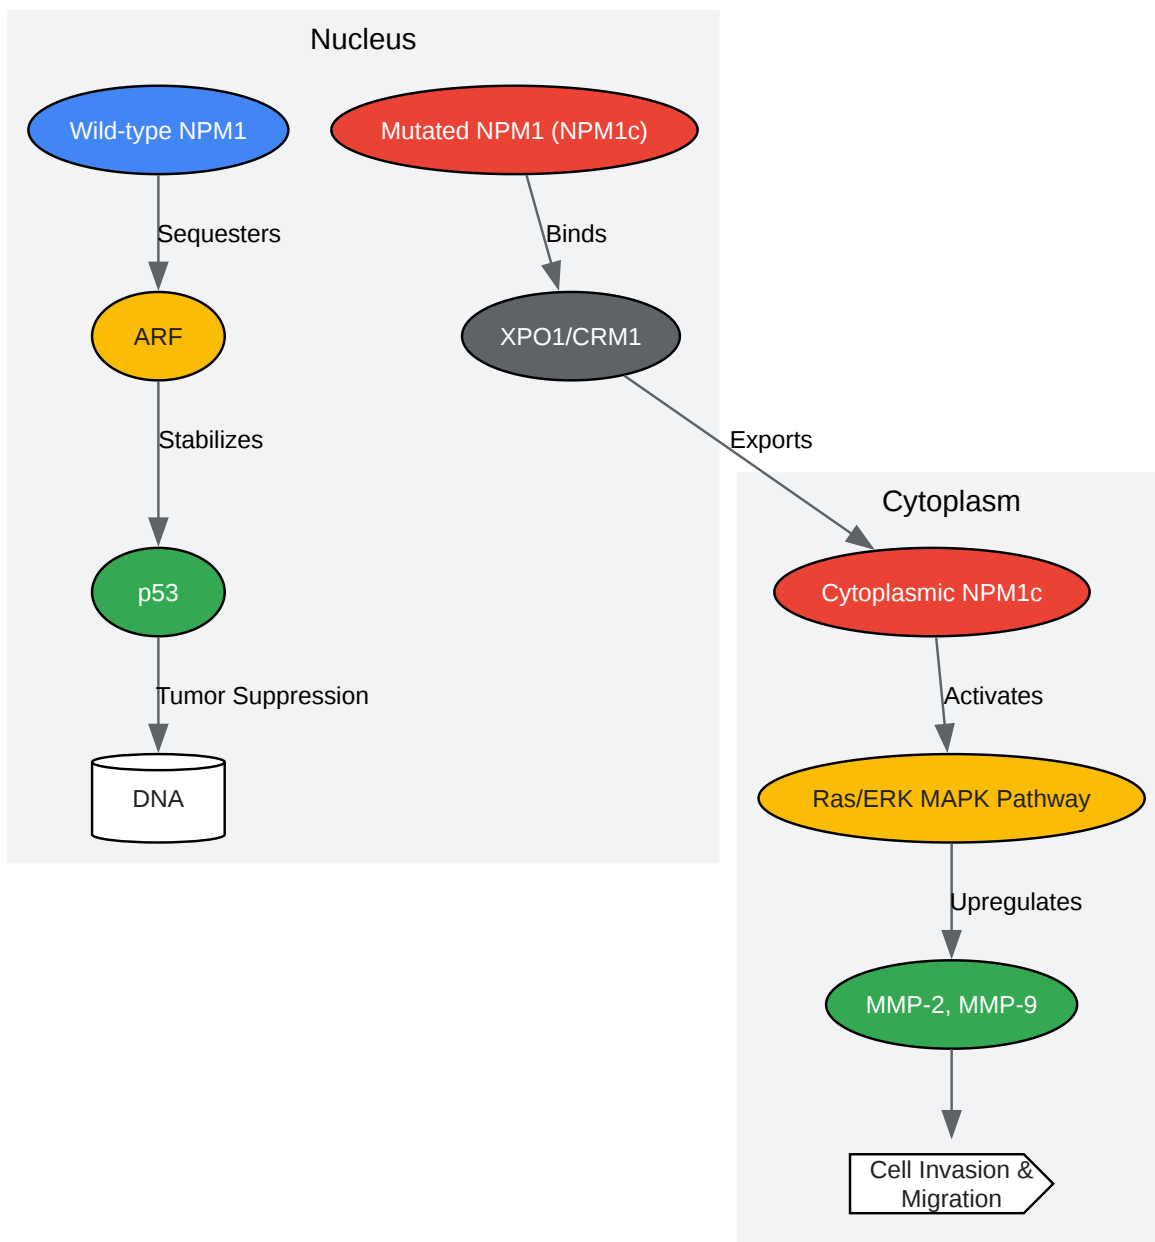 Nucleus
Wild-type NPM1
Mutated NPM1 (NPM1c)
Sequesters
Binds
ARF
XPO1/CRM1
Stabilizes
Exports
Cytoplasm
p53
Cytoplasmic NPM1c
Tumor Suppression
Activates
DNA
Ras/ERK MAPK Pathway
Upregulates
MMP-2, MMP-9
Cell Invasion &
Migration